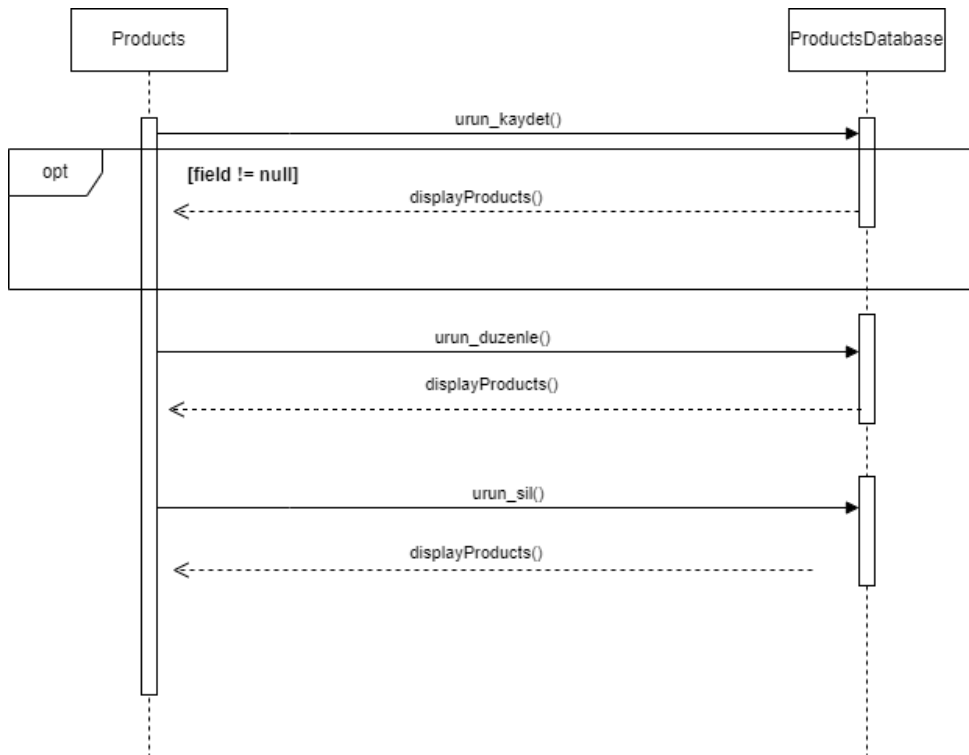 Products
ProductsDatabase
urun_kaydet()
opt
[field != null]
displayProducts()
urun_duzenle()
displayProducts()
urun_sil()
displayProducts()